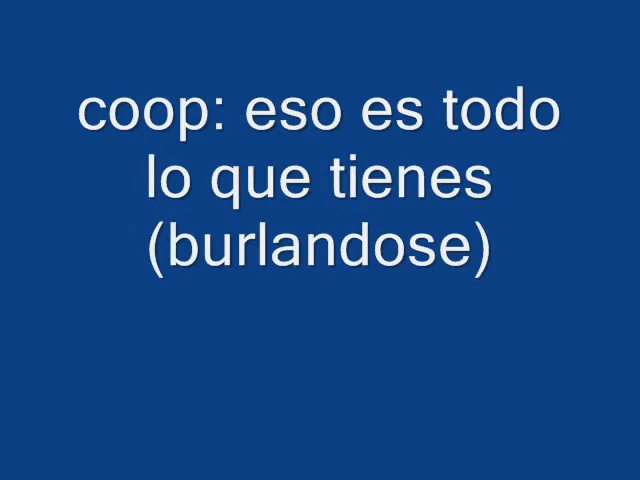 coop: eso es todo
lo que tienes
(burlandose)